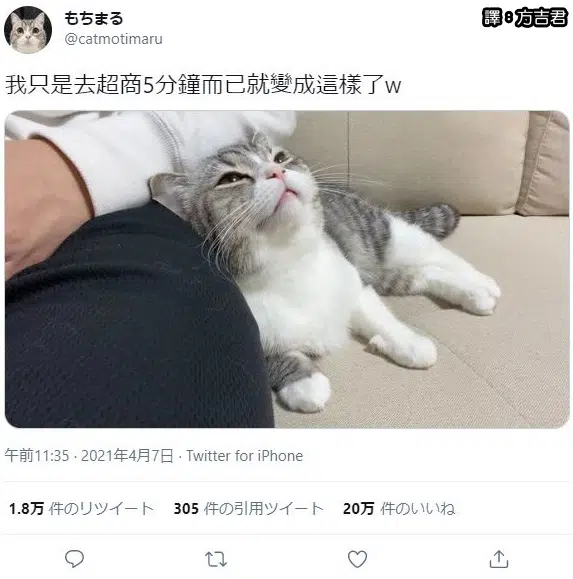 もちまる
譯:方吉君
@catmotimaru
我只是去超商5分鐘而已就變成這樣了w
午前11:35 · 2021年4月7日 · Twitter for iPhone
1.8万 件のリツイート 305 件の引用ツイート 20万 件のいいね